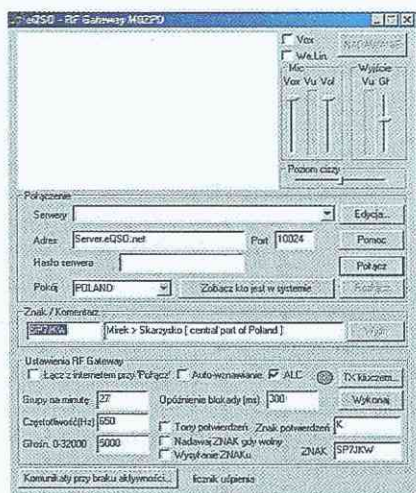 eQSO - RF Gateway M0ZPD
Vox
We.Lin.
NADAWANIE
Mic
Vox Vu Vol
Wyjście
Vu Gł
Poziom ciszy
Połączenie
Serwery
Edycja...
Adres Server.eQSO.net Port 10024
Pomoc
Hasło serwera
Połącz
Pokój POLAND
Zobacz kto jest w systemie
Rozłącz
Znak / Komentarz
SP7JKW
Mirek > Skarzysko [ central part of Poland ]
Ustawienia RF Gateway
Łącz z internetem przy 'Połącz'
Auto-wznawianie
ALC
TX kluczem...
Grupy na minutę 27
Opóźnienie blokady (ms) 300
Wykonaj
Częstotliwość(Hz) 650
Tony potwierdzeń
Znak potwierdzeń K
Głośn. 0-32000 5000
Nadawaj ZNAK gdy wolny
Wysyłanie ZNAKu
ZNAK SP7JKW
Komunikaty przy braku aktywności...
licznik uśpienia